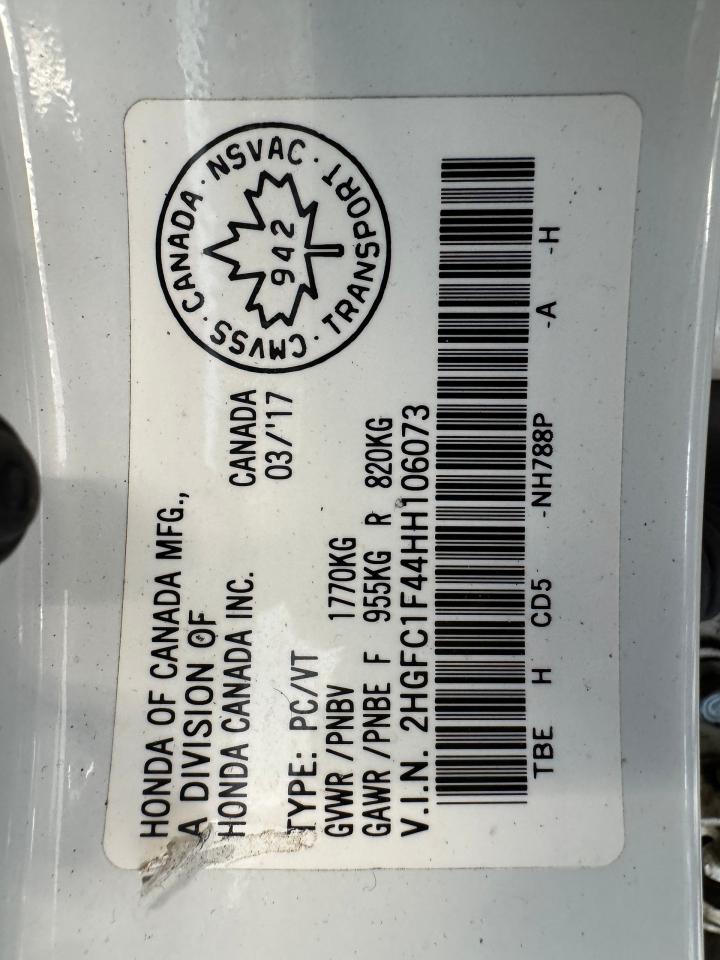 HONDA OF CANADA MFG.,
A DIVISION OF
HONDA CANADA INC.
CANADA
03/'17
TYPE: PC/VT
GVWR /PNBV 1770KG
GAWR /PNBE F 955KG R 820KG
V.I.N. 2HGFC1F44HH106073
TBE H CD5 -NH788P -A -H
CMVSS · CANADA · NSVAC · TRANSPORT ·
942